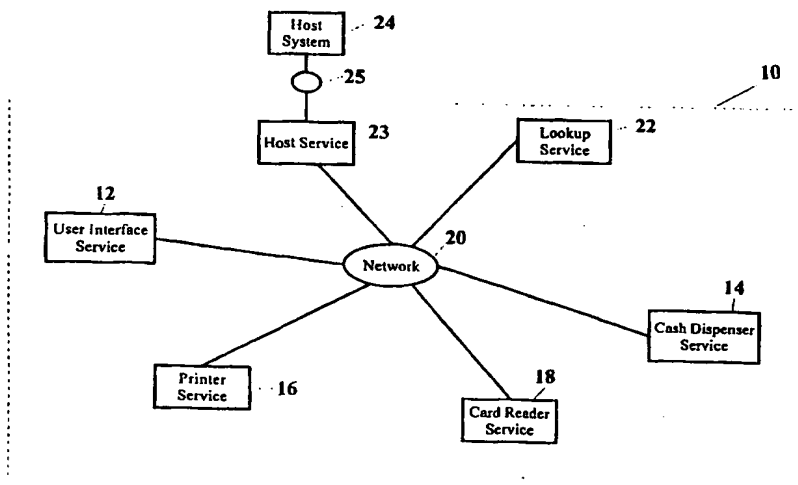 Host
System
24
25
10
Host Service
23
Lookup
Service
22
12
User Interface
Service
20
Network
14
Cash Dispenser
Service
Printer
Service
16
18
Card Reader
Service